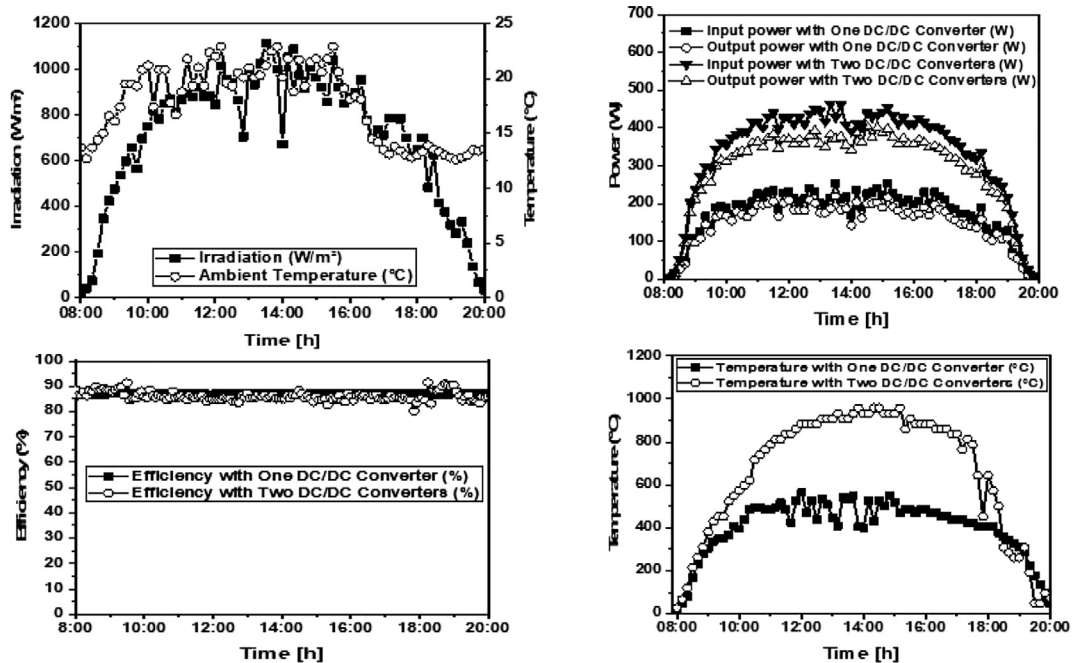 1200
1000
800
600
400
200
0
Irradiation (W/m²)
25
20
15
10
5
0
Temperature (°C)
Irradiation (W/m²)
Ambient Temperature (°C)
08:00 10:00 12:00 14:00 16:00 18:00 20:00
Time [h]
700
600
500
450
400
300
200
100
0
Power (W)
Input power with One DC/DC Converter (W)
Output power with One DC/DC Converter (W)
Input power with Two DC/DC Converters (W)
Output power with Two DC/DC Converters (W)
08:00 10:00 12:00 14:00 16:00 18:00 20:00
Time [h]
100
90
80
70
60
50
40
30
20
10
0
Efficiency (%)
Efficiency with One DC/DC Converter (%)
Efficiency with Two DC/DC Converters (%)
8:00 10:00 12:00 14:00 16:00 18:00 20:00
Time [h]
1200
1000
800
600
400
200
0
Temperature (°C)
Temperature with One DC/DC Converter (°C)
Temperature with Two DC/DC Converters (°C)
08:00 10:00 12:00 14:00 16:00 18:00 20:00
Time [h]